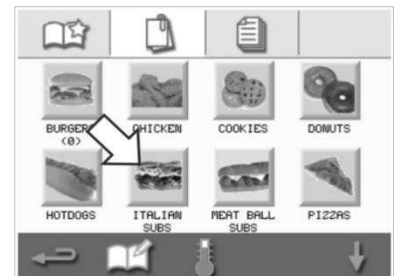 BURGER
(0)
CHICKEN
COOKIES
DONUTS
HOTDOGS
ITALIAN
SUBS
MEAT BALL
SUBS
PIZZAS